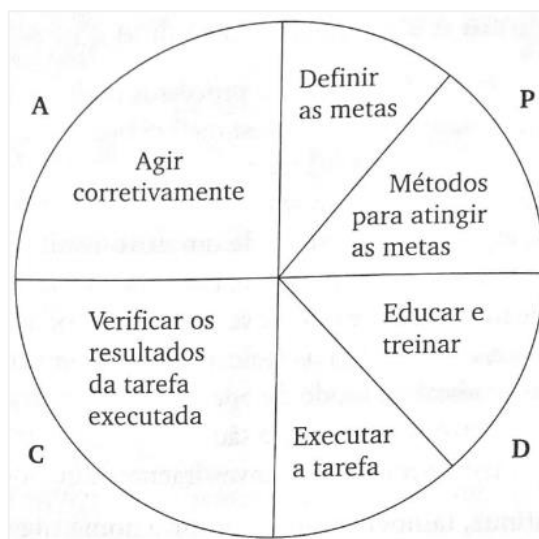 A
P
Definir
as metas
Agir
corretivamente
Métodos
para atingir
as metas
Verificar os
resultados
da tarefa
executada
Educar e
treinar
Executar
a tarefa
C
D